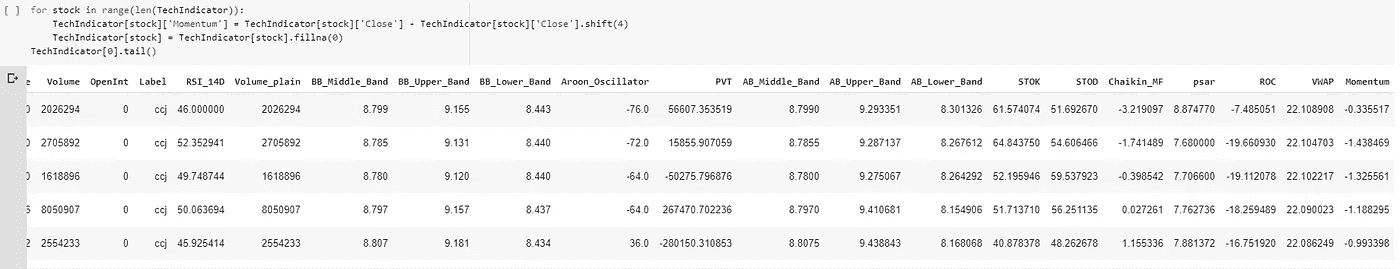 [ ] for stock in range(len(TechIndicator)):
TechIndicator[stock]['Momentum'] = TechIndicator[stock]['Close'] - TechIndicator[stock]['Close'].shift(4)
TechIndicator[stock] = TechIndicator[stock].fillna(0)
TechIndicator[0].tail()
e Volume OpenInt Label RSI_14D Volume_plain BB_Middle_Band BB_Upper_Band BB_Lower_Band Aroon_Oscillator PVT AB_Middle_Band AB_Upper_Band AB_Lower_Band STOK STOD Chaikin_MF psar ROC VWAP Momentum
0 2026294 0 ccj 46.000000 2026294 8.799 9.155 8.443 -76.0 56607.353519 8.7990 9.293351 8.301326 61.574074 51.692670 -3.219097 8.874770 -7.485051 22.108908 -0.335517
0 2705892 0 ccj 52.352941 2705892 8.785 9.131 8.440 -72.0 15855.907059 8.7855 9.287137 8.267612 64.843750 54.606466 -1.741489 7.680000 -19.660930 22.104703 -1.438469
0 1618896 0 ccj 49.748744 1618896 8.780 9.120 8.440 -64.0 -50275.796876 8.7800 9.275067 8.264292 52.195946 59.537923 -0.398542 7.706600 -19.112078 22.102217 -1.325561
6 8050907 0 ccj 50.063694 8050907 8.797 9.157 8.437 -64.0 267470.702236 8.7970 9.410681 8.154906 51.713710 56.251135 0.027261 7.762736 -18.259489 22.090023 -1.188295
2 2554233 0 ccj 45.925414 2554233 8.807 9.181 8.434 36.0 -280150.310853 8.8075 9.438843 8.168068 40.878378 48.262678 1.155336 7.881372 -16.751920 22.086249 -0.993398